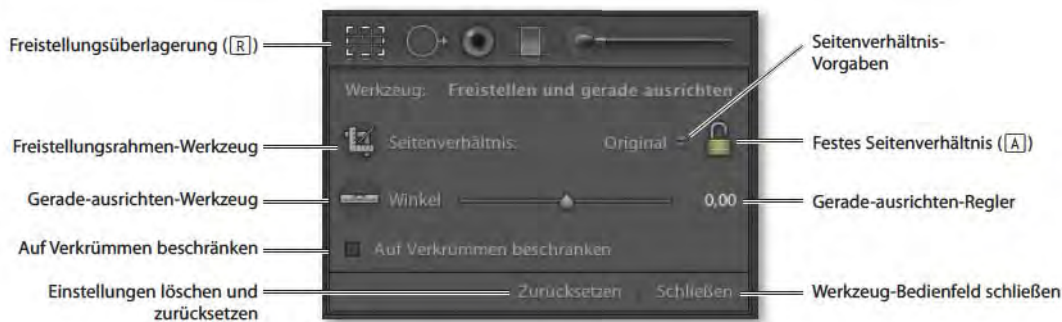 Freistellungsüberlagerung (R)
Seitenverhältnis-
Vorgaben
Werkzeug: Freistellen und gerade ausrichten
Freistellungsrahmen-Werkzeug
Seitenverhältnis:
Original
Festes Seitenverhältnis (A)
Gerade-ausrichten-Werkzeug
Winkel
0,00
Gerade-ausrichten-Regler
Auf Verkrümmen beschränken
Auf Verkrümmen beschränken
Einstellungen löschen und
zurücksetzen
Zurücksetzen
Schließen
Werkzeug-Bedienfeld schließen